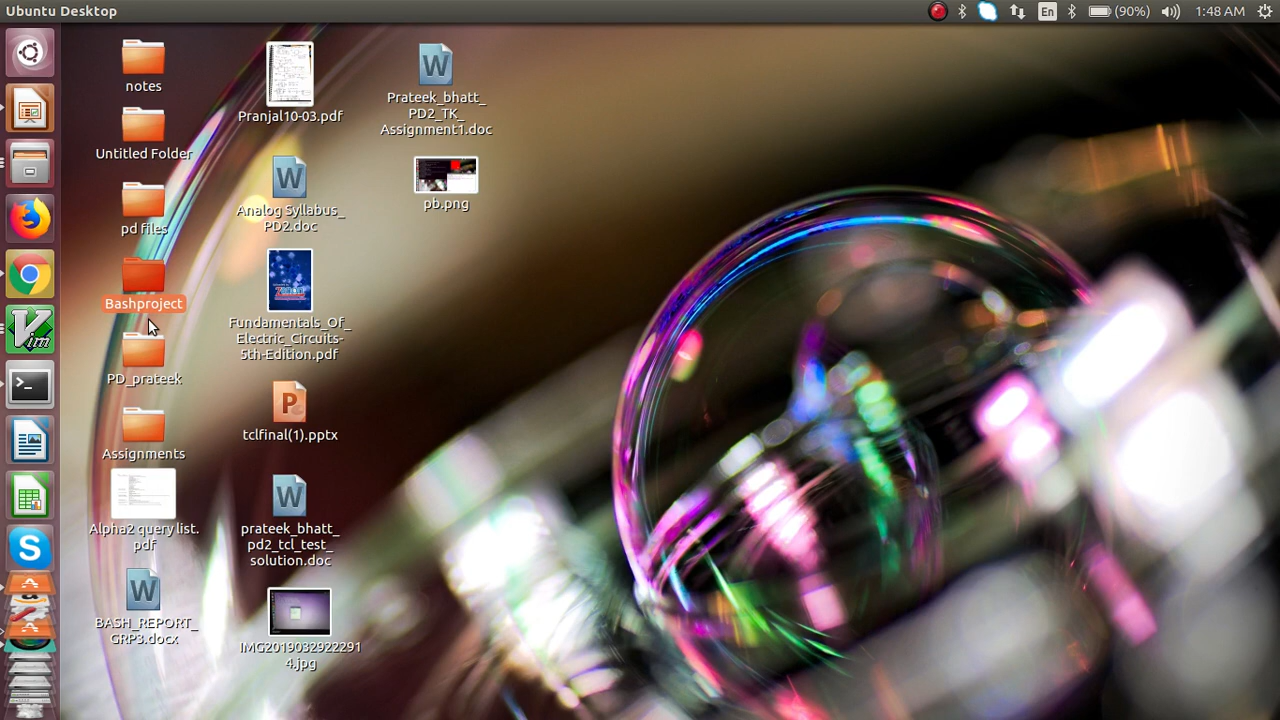 Ubuntu Desktop
En
(90%)
1:48 AM
notes
Untitled Folder
pd files
Bashproject
PD_prateek
Assignments
Alpha2 query list.
pdf
BASH_REPORT_
GRP3.docx
Pranjal10-03.pdf
W
Analog Syllabus_
PD2.doc
Fundamentals_Of_
Electric_Circuits-
5th-Edition.pdf
P
tclfinal(1).pptx
W
prateek_bhatt_
pd2_tcl_test_
solution.doc
IMG2019032922291
4.jpg
W
Prateek_bhatt_
PD2_TK_
Assignment1.doc
pb.png
W
Vim
S